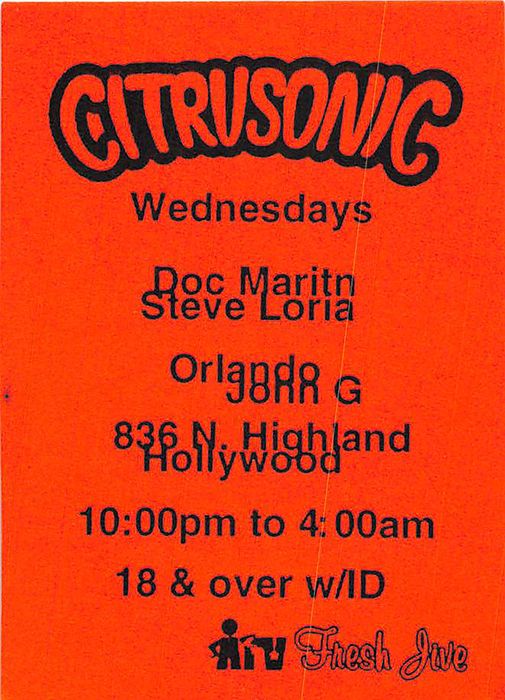 CITRUSONIC
Wednesdays
Doc Maritn
Steve Loria
Orlando
John G
836 N. Highland
Hollywood
10:00pm to 4:00am
18 & over w/ID
Fresh Jive